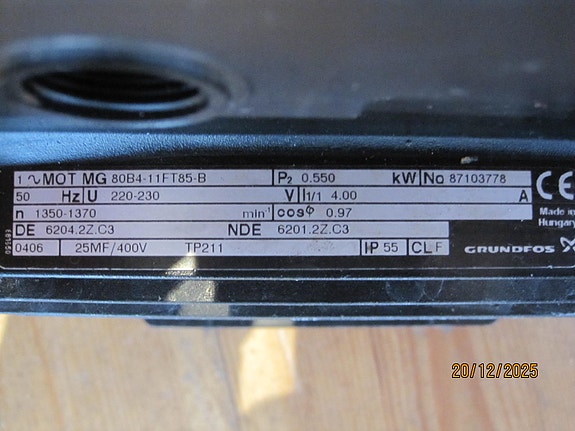 1 ∿ MOT MG 80B4-11FT85-B P2 0.550 kW No 87103778
50 Hz U 220-230 V I1/1 4.00 A
n 1350-1370 min-1 cosφ 0.97
DE 6204.2Z.C3 NDE 6201.2Z.C3
0406 25MF/400V TP211 IP 55 CL F
CE
Made in
Hungary
GRUNDFOS
20/12/2025